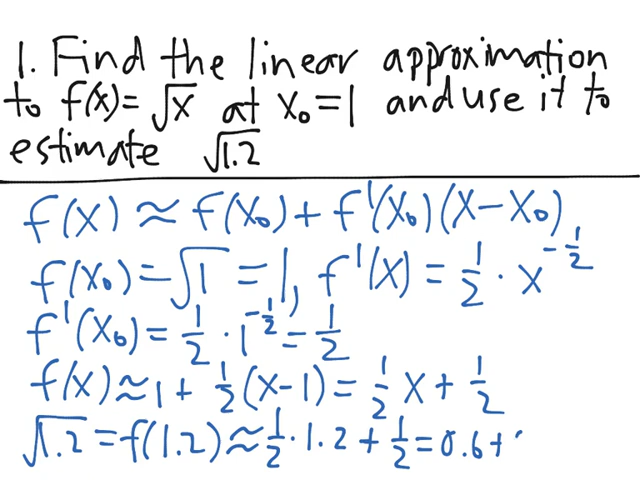 1. Find the linear approximation
to f(x)= √x at x₀=1 and use it to
estimate √1.2
f(x) ≈ f(x₀) + f'(x₀)(x-x₀)
f(x₀) = √1 = 1, f'(x) = 1/2 · x^(-1/2)
f'(x₀) = 1/2 · 1^(-1/2) = 1/2
f(x) ≈ 1 + 1/2(x-1) = 1/2 x + 1/2
√1.2 = f(1.2) ≈ 1/2 · 1.2 + 1/2 = 0.6+